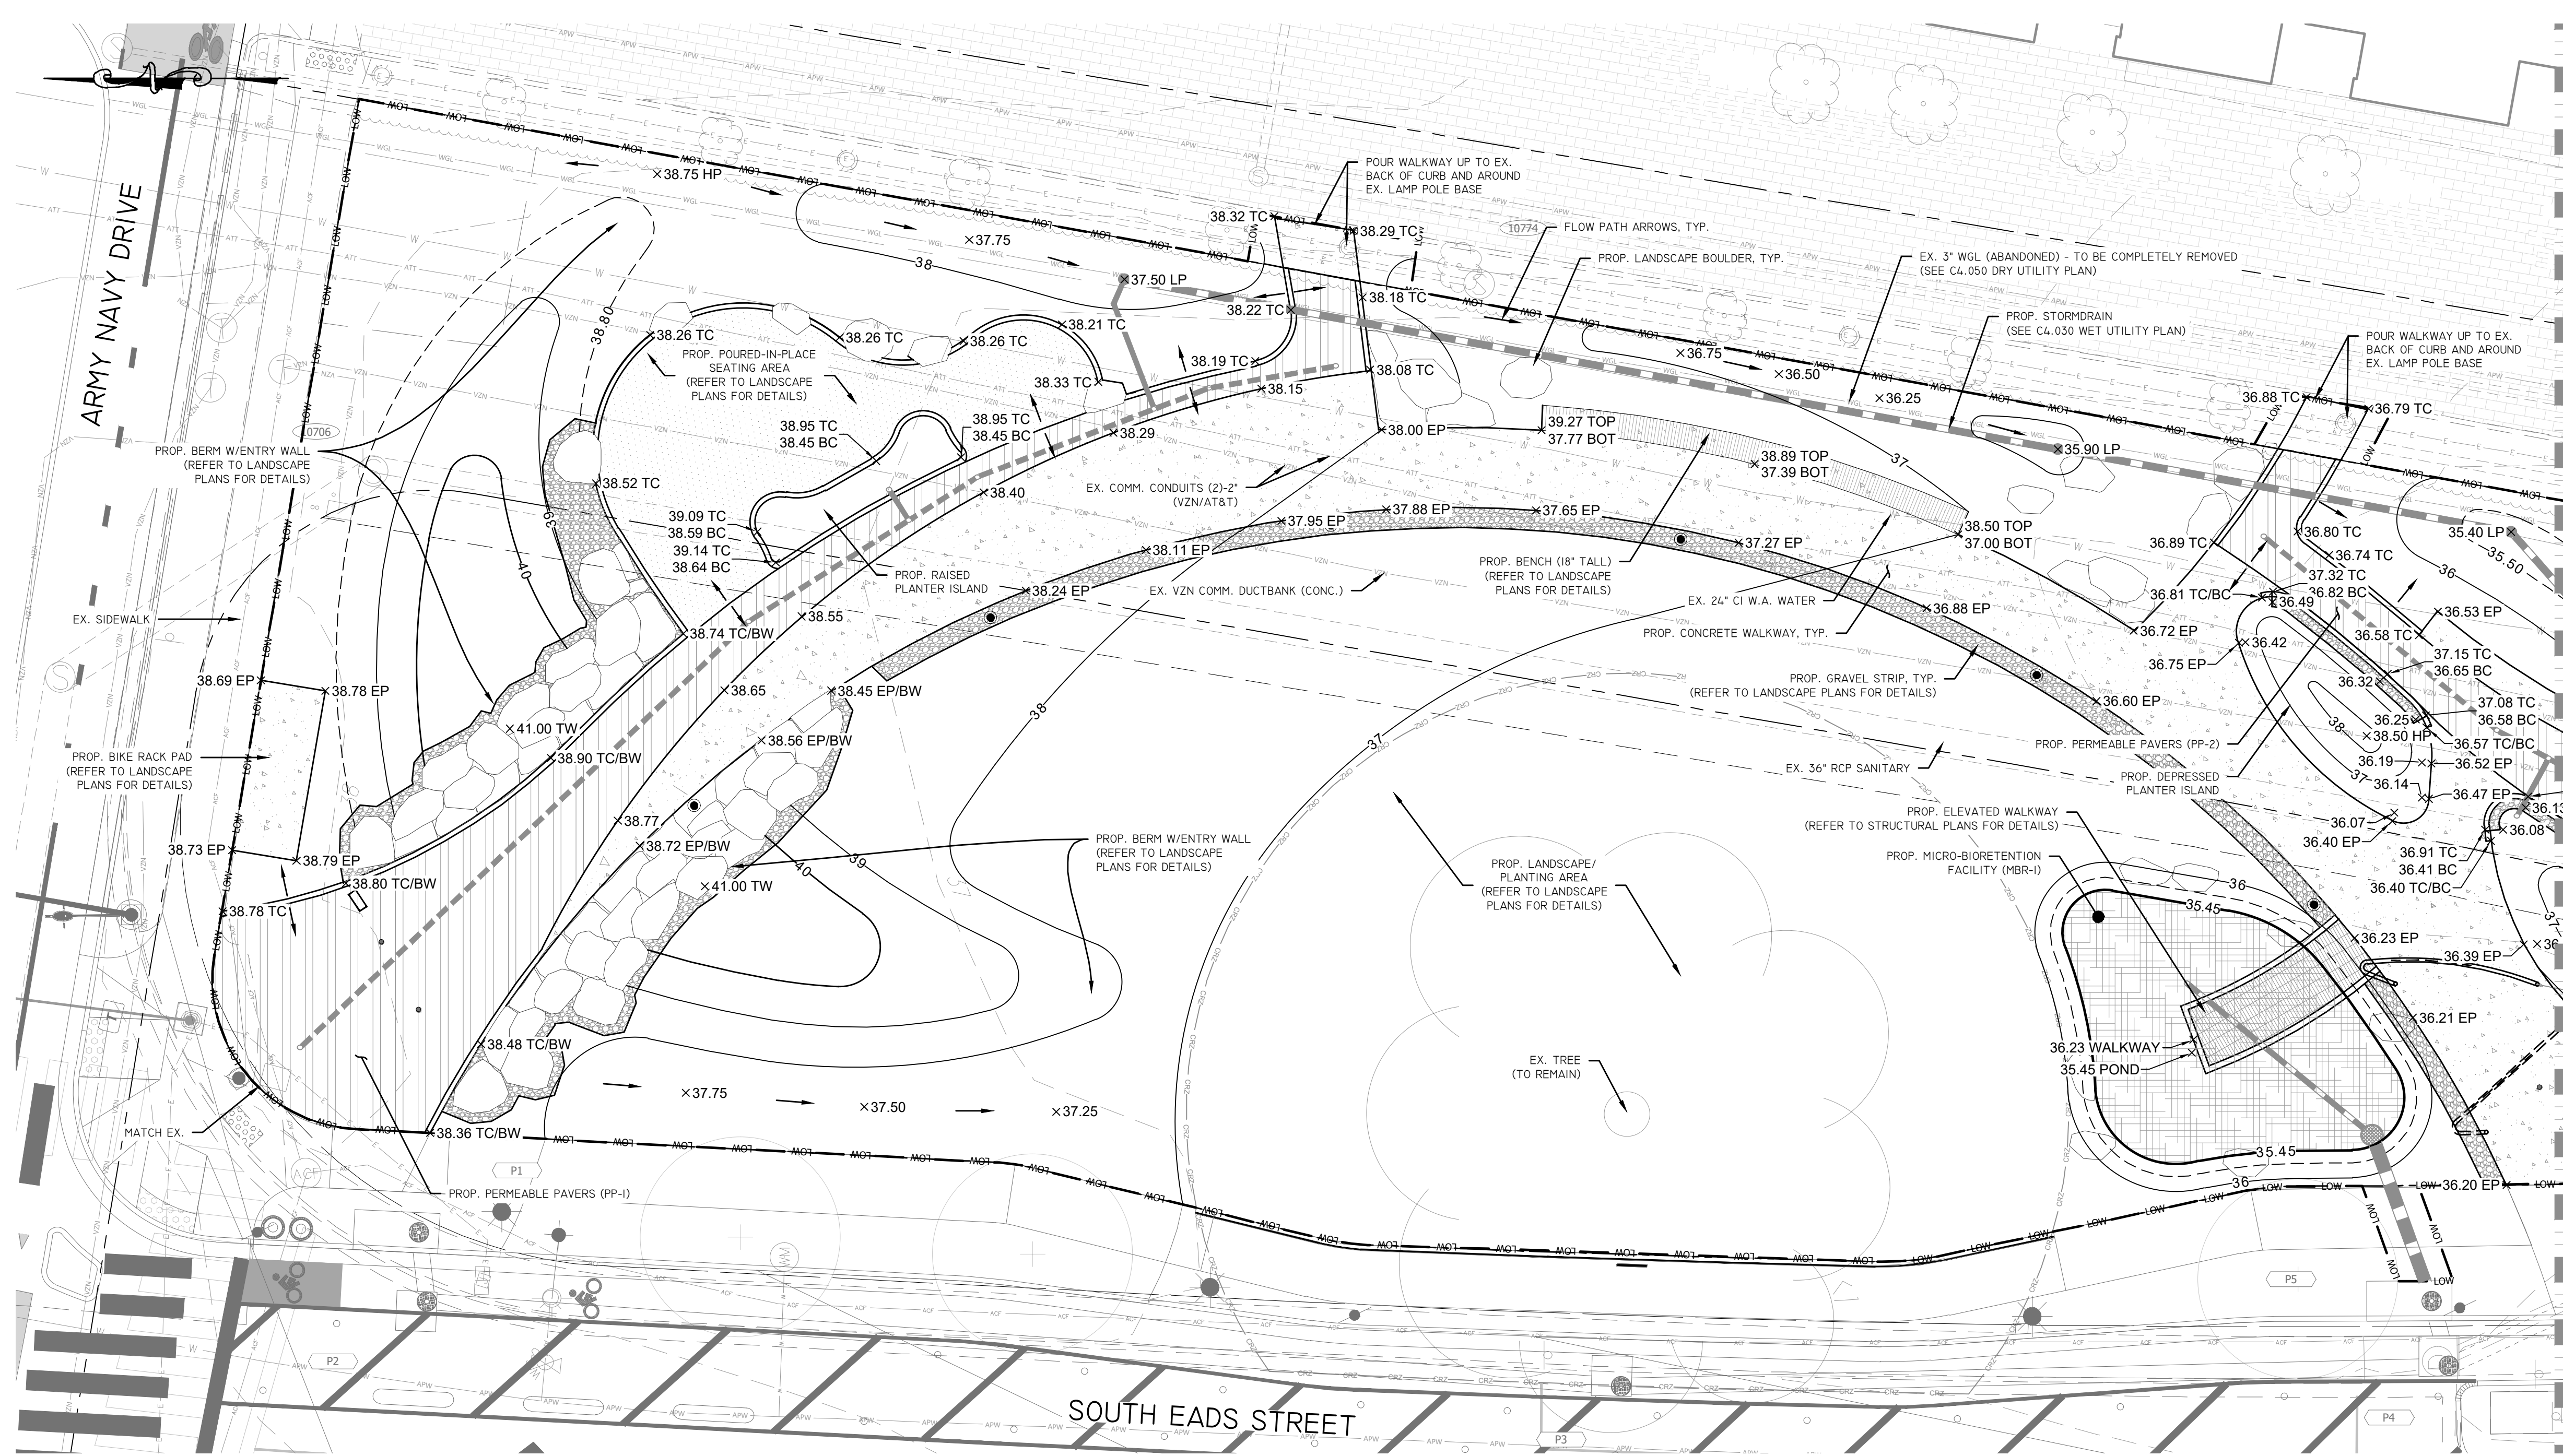 ARMY NAVY DRIVE
SOUTH EADS STREET
38.75 HP
37.75
38
37.50 LP
38.32 TC
38.29 TC
POUR WALKWAY UP TO EX.
BACK OF CURB AND AROUND
EX. LAMP POLE BASE
10774
FLOW PATH ARROWS, TYP.
PROP. LANDSCAPE BOULDER, TYP.
EX. 3" WGL (ABANDONED) - TO BE COMPLETELY REMOVED
(SEE C4.050 DRY UTILITY PLAN)
PROP. STORMDRAIN
(SEE C4.030 WET UTILITY PLAN)
POUR WALKWAY UP TO EX.
BACK OF CURB AND AROUND
EX. LAMP POLE BASE
38.22 TC
38.18 TC
38.80
38.26 TC
38.26 TC
38.26 TC
38.21 TC
38.19 TC
38.33 TC
38.15
38.08 TC
PROP. POURED-IN-PLACE
SEATING AREA
(REFER TO LANDSCAPE
PLANS FOR DETAILS)
36.75
36.50
36.25
36.88 TC
36.79 TC
10706
PROP. BERM W/ENTRY WALL
(REFER TO LANDSCAPE
PLANS FOR DETAILS)
38.95 TC
38.45 BC
38.95 TC
38.45 BC
38.29
38.00 EP
39.27 TOP
37.77 BOT
38.89 TOP
37.39 BOT
37
35.90 LP
38.52 TC
39
40
38.40
EX. COMM. CONDUITS (2)-2"
(VZN/AT&T)
39.09 TC
38.59 BC
39.14 TC
38.64 BC
37.95 EP
37.88 EP
37.65 EP
37.27 EP
38.11 EP
38.50 TOP
37.00 BOT
36.89 TC
36.80 TC
36.74 TC
35.40 LP
35.50
36
PROP. RAISED
PLANTER ISLAND
38.24 EP
EX. VZN COMM. DUCTBANK (CONC.)
PROP. BENCH (18" TALL)
(REFER TO LANDSCAPE
PLANS FOR DETAILS)
EX. 24" CI W.A. WATER
36.88 EP
36.81 TC/BC
37.32 TC
36.82 BC
36.49
36.53 EP
EX. SIDEWALK
38.74 TC/BW
38.55
PROP. CONCRETE WALKWAY, TYP.
36.72 EP
36.42
36.58 TC
36.75 EP
37.15 TC
36.65 BC
38.69 EP
38.78 EP
38.65
38.45 EP/BW
PROP. GRAVEL STRIP, TYP.
(REFER TO LANDSCAPE PLANS FOR DETAILS)
36.32
36.60 EP
37.08 TC
36.58 BC
36.25
38
38.50 HP
38
37
41.00 TW
38.56 EP/BW
PROP. PERMEABLE PAVERS (PP-2)
36.57 TC/BC
PROP. BIKE RACK PAD
(REFER TO LANDSCAPE
PLANS FOR DETAILS)
38.90 TC/BW
EX. 36" RCP SANITARY
36.19
36.52 EP
37
PROP. DEPRESSED
PLANTER ISLAND
36.14
36.47 EP
36.13
38.77
PROP. ELEVATED WALKWAY
(REFER TO STRUCTURAL PLANS FOR DETAILS)
36.07
36.08
36.40 EP
38.73 EP
38.79 EP
38.72 EP/BW
PROP. BERM W/ENTRY WALL
(REFER TO LANDSCAPE
PLANS FOR DETAILS)
39
40
PROP. MICRO-BIORETENTION
FACILITY (MBR-1)
36.91 TC
36.41 BC
36.40 TC/BC
PROP. LANDSCAPE/
PLANTING AREA
(REFER TO LANDSCAPE
PLANS FOR DETAILS)
38.80 TC/BW
41.00 TW
38.78 TC
36
35.45
37
36.23 EP
36.39 EP
36.21 EP
38.48 TC/BW
36.23 WALKWAY
35.45 POND
EX. TREE
(TO REMAIN)
37.75
37.50
37.25
MATCH EX.
38.36 TC/BW
35.45
36
36.20 EP
P1
PROP. PERMEABLE PAVERS (PP-1)
P5
P2
P3
P4